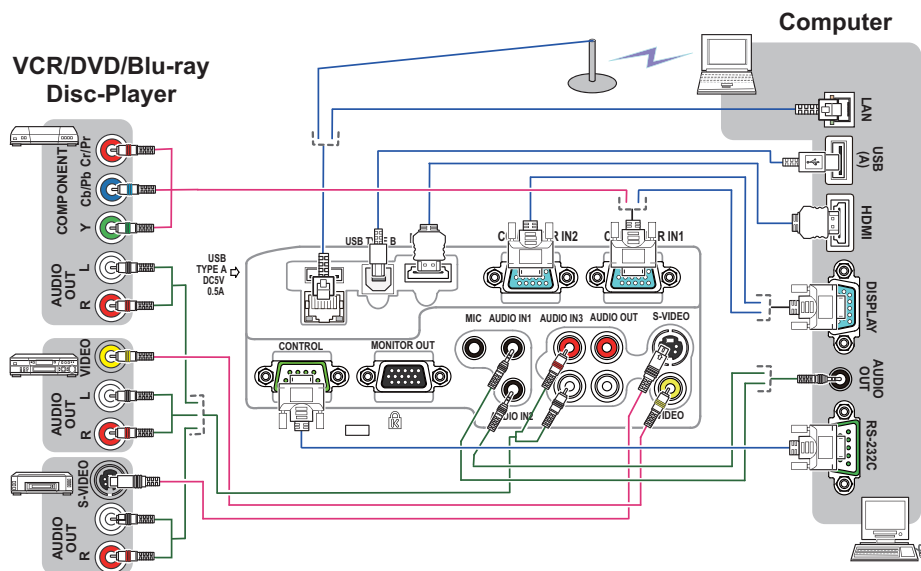 Computer
VCR/DVD/Blu-ray
Disc-Player
COMPONENT
Cr/Pr
Cb/Pb
Y
AUDIO OUT
L
R
VIDEO
AUDIO OUT
L
R
S-VIDEO
AUDIO OUT
R
USB
TYPE A
DC5V
0.5A
USB TYPE B
IN2
IN1
MIC
AUDIO IN1
AUDIO IN3
AUDIO OUT
S-VIDEO
CONTROL
MONITOR OUT
IN2
K
LAN
USB
(A)
HDMI
DISPLAY
AUDIO
OUT
RS-232C